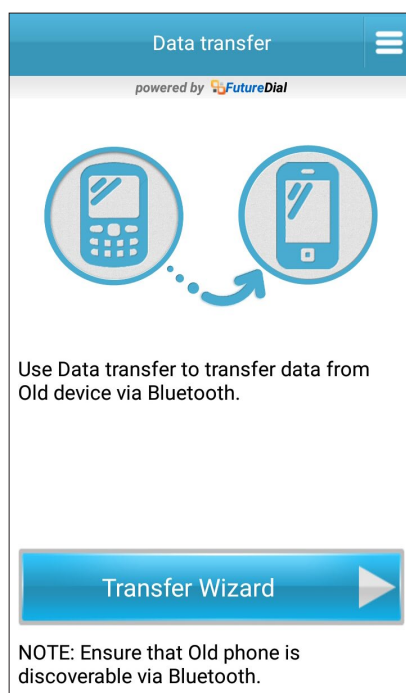 Data transfer
powered by FutureDial
Use Data transfer to transfer data from
Old device via Bluetooth.
Transfer Wizard
NOTE: Ensure that Old phone is
discoverable via Bluetooth.